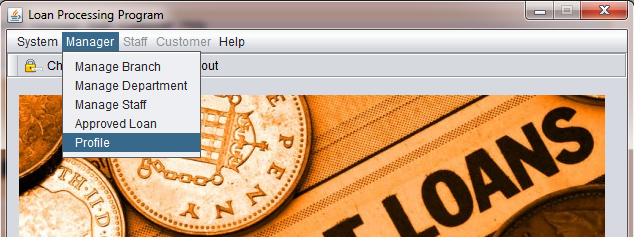 Loan Processing Program
System Manager Staff Customer Help
Ch out
Manage Branch
Manage Department
Manage Staff
Approved Loan
Profile
PENNY
LOANS